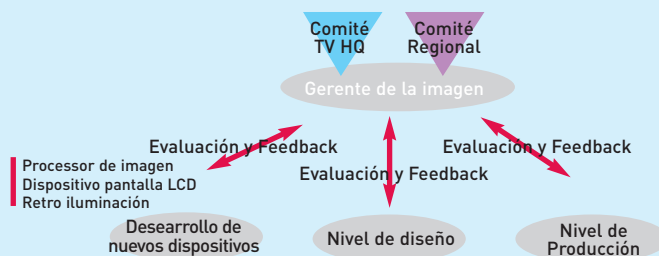 Comité
TV HQ
Comité
Regional
Gerente de la imagen
Evaluación y Feedback
Evaluación y Feedback
Evaluación y Feedback
Processor de imagen
Dispositivo pantalla LCD
Retro iluminación
Desearrollo de
nuevos dispositivos
Nivel de diseño
Nivel de
Producción